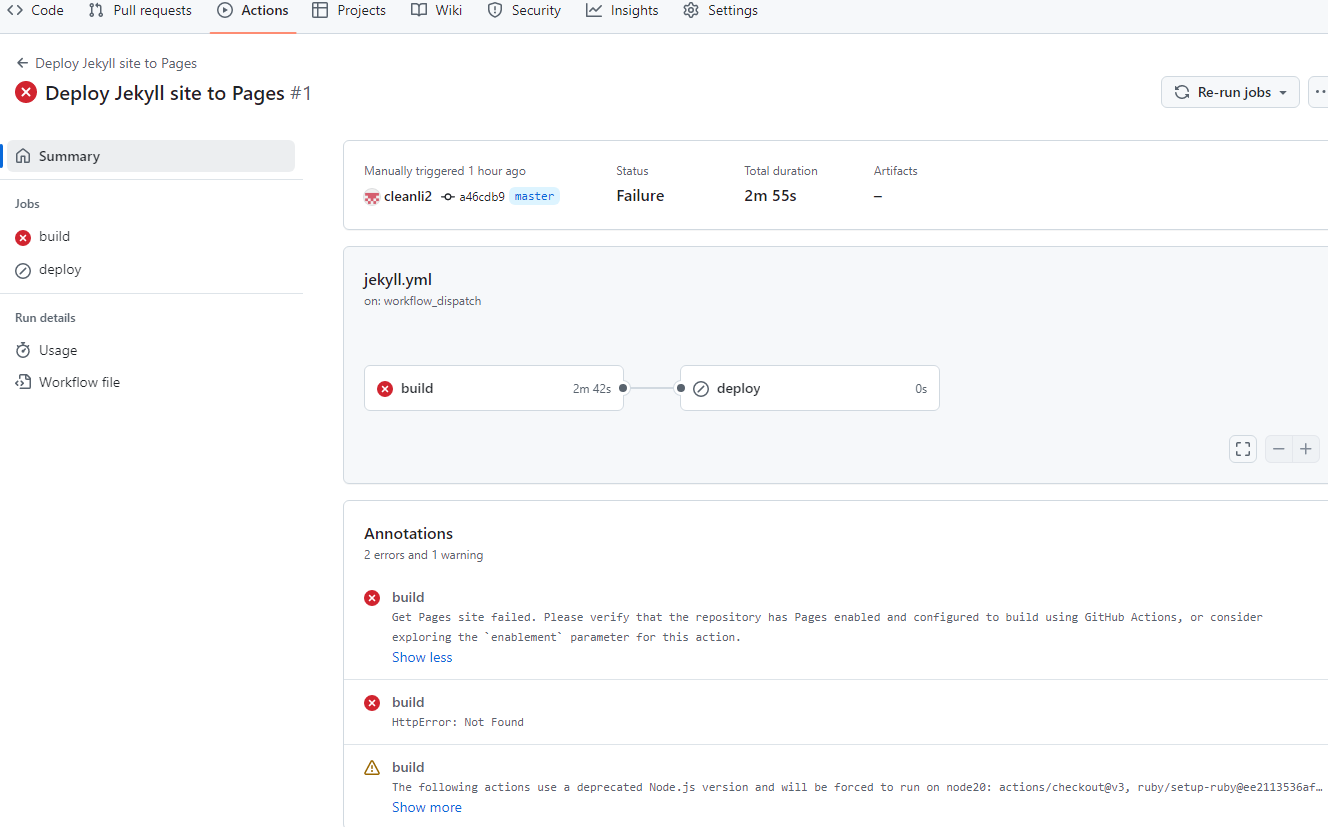 Code Pull requests Actions Projects Wiki Security Insights Settings
Deploy Jekyll site to Pages
Deploy Jekyll site to Pages #1
Re-run jobs
Summary
Jobs
build
deploy
Run details
Usage
Workflow file
Manually triggered 1 hour ago Status Total duration Artifacts
cleanli2 a46cdb9 master Failure 2m 55s –
jekyll.yml
on: workflow_dispatch
build 2m 42s deploy 0s
Annotations
2 errors and 1 warning
build
Get Pages site failed. Please verify that the repository has Pages enabled and configured to build using GitHub Actions, or consider
exploring the `enablement` parameter for this action.
Show less
build
HttpError: Not Found
build
The following actions use a deprecated Node.js version and will be forced to run on node20: actions/checkout@v3, ruby/setup-ruby@ee2113536af…
Show more